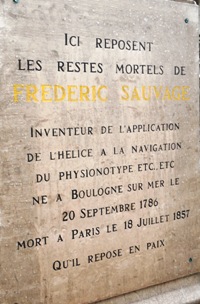 ICI REPOSENT
LES RESTES MORTELS DE
FREDERIC SAUVAGE
INVENTEUR DE L'APPLICATION
DE L'HELICE A LA NAVIGATION
DU PHYSIONOTYPE ETC.. ETC
NE A BOULOGNE SUR MER LE
20 SEPTEMBRE 1786
MORT A PARIS LE 18 JUILLET 1857
QU'IL REPOSE EN PAIX